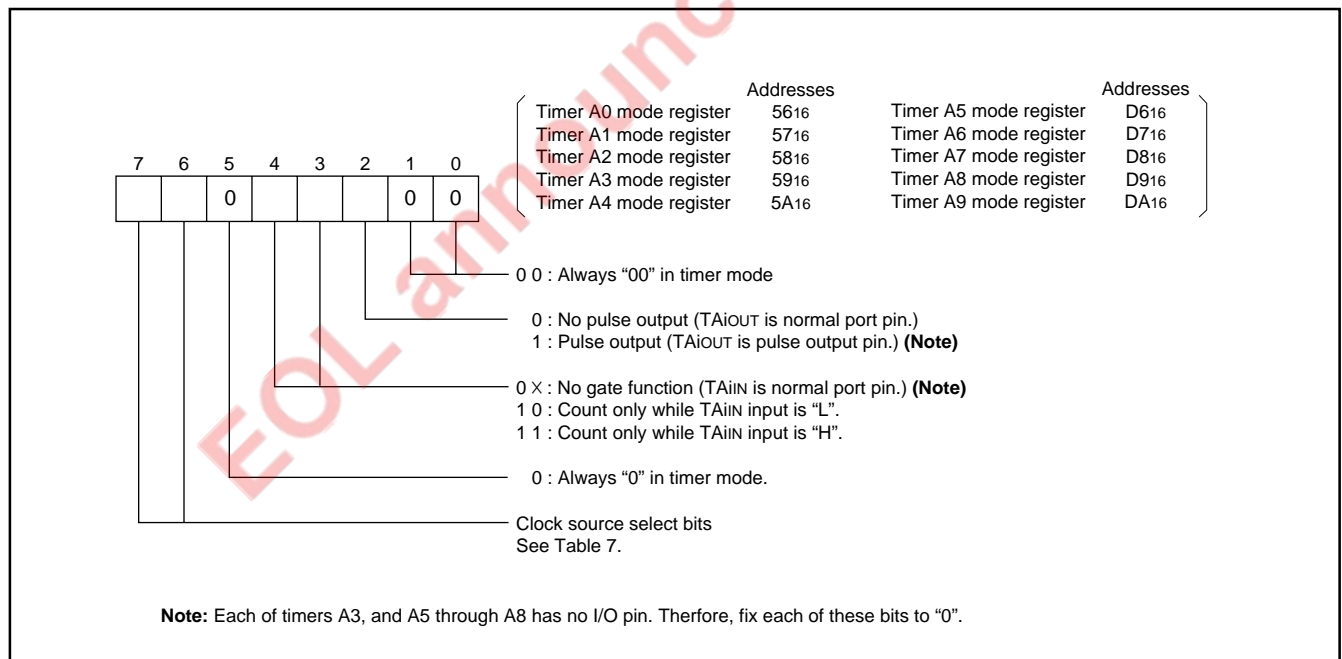 Addresses Addresses
Timer A0 mode register 5616 Timer A5 mode register D616
Timer A1 mode register 5716 Timer A6 mode register D716
Timer A2 mode register 5816 Timer A7 mode register D816
Timer A3 mode register 5916 Timer A8 mode register D916
Timer A4 mode register 5A16 Timer A9 mode register DA16
7 6 5 4 3 2 1 0
0 0 0
0 0 : Always “00” in timer mode
0 : No pulse output (TAiOUT is normal port pin.)
1 : Pulse output (TAiOUT is pulse output pin.) (Note)
0 X : No gate function (TAiIN is normal port pin.) (Note)
1 0 : Count only while TAiIN input is “L”.
1 1 : Count only while TAiIN input is “H”.
0 : Always “0” in timer mode.
Clock source select bits
See Table 7.
Note: Each of timers A3, and A5 through A8 has no I/O pin. Therfore, fix each of these bits to “0”.
EOL announc